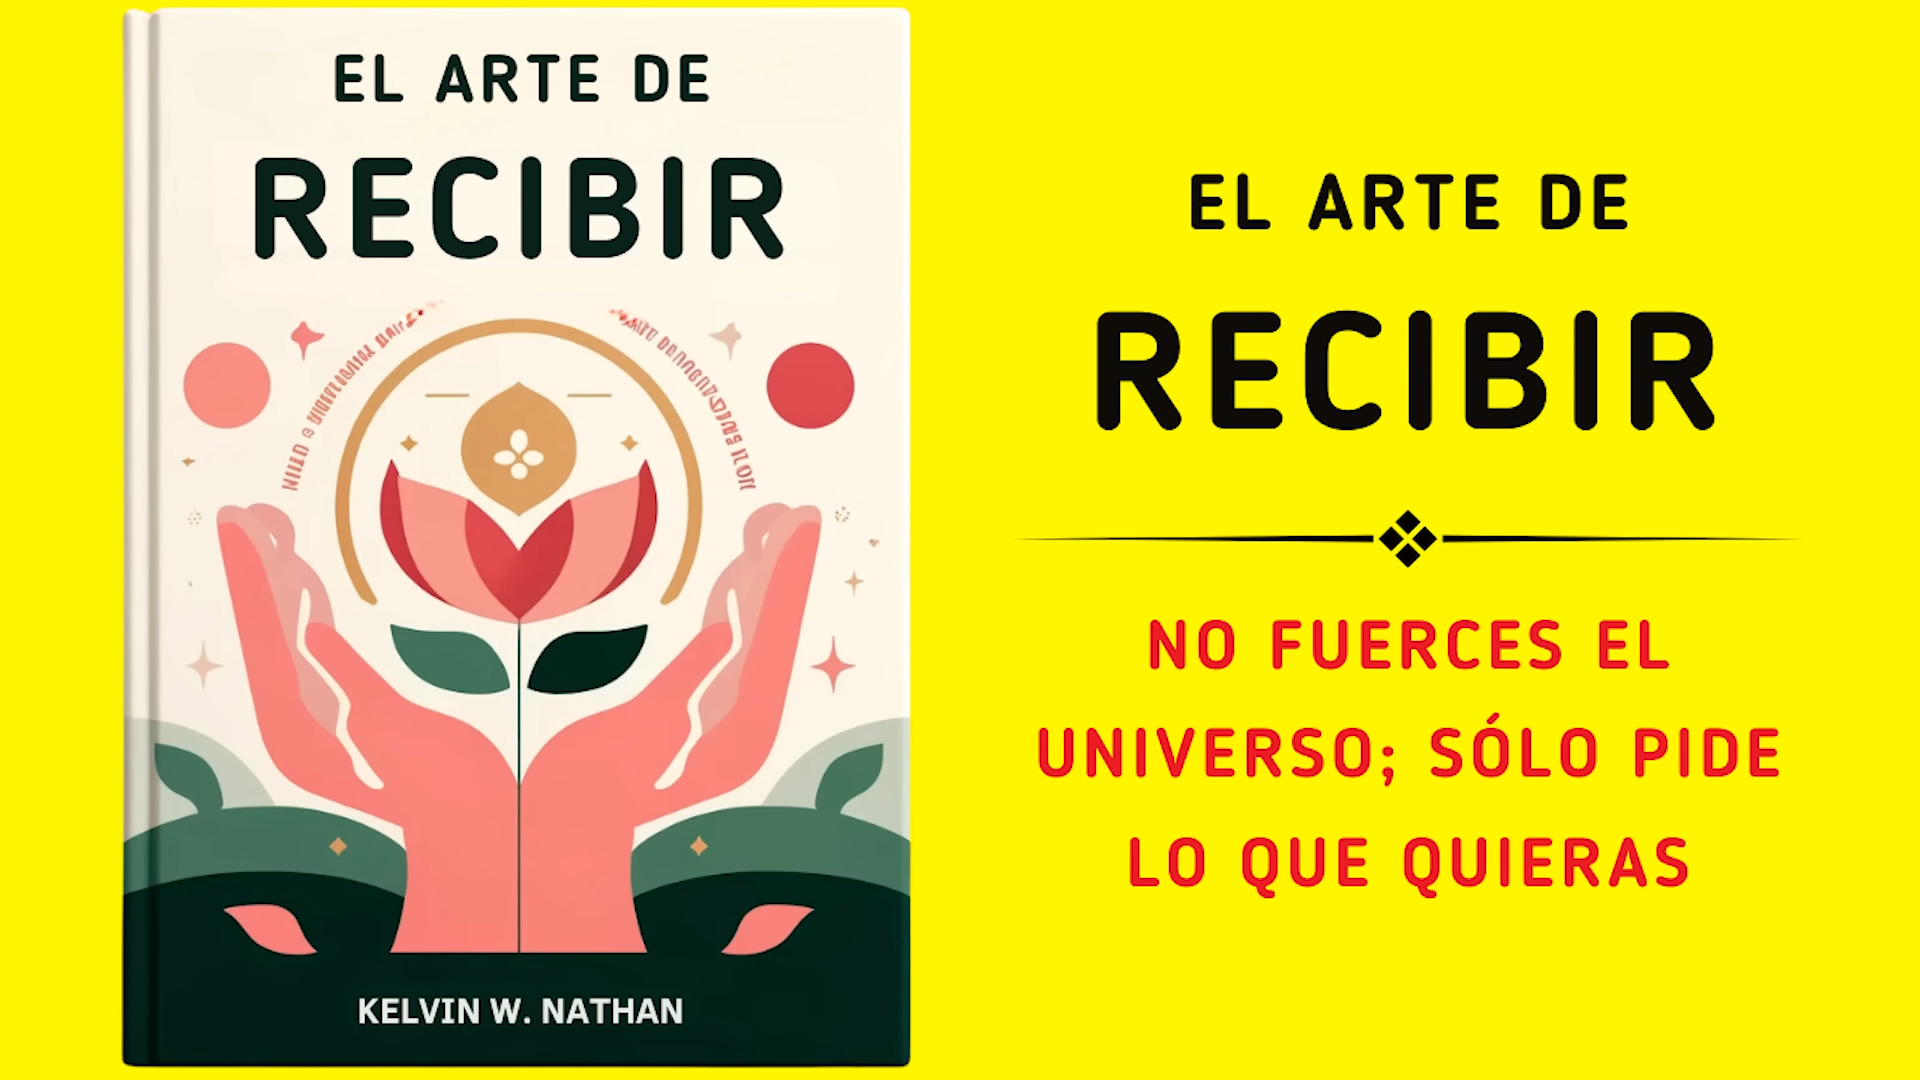 EL ARTE DE
RECIBIR
KELVIN W. NATHAN
EL ARTE DE
RECIBIR
NO FUERCES EL
UNIVERSO; SÓLO PIDE
LO QUE QUIERAS